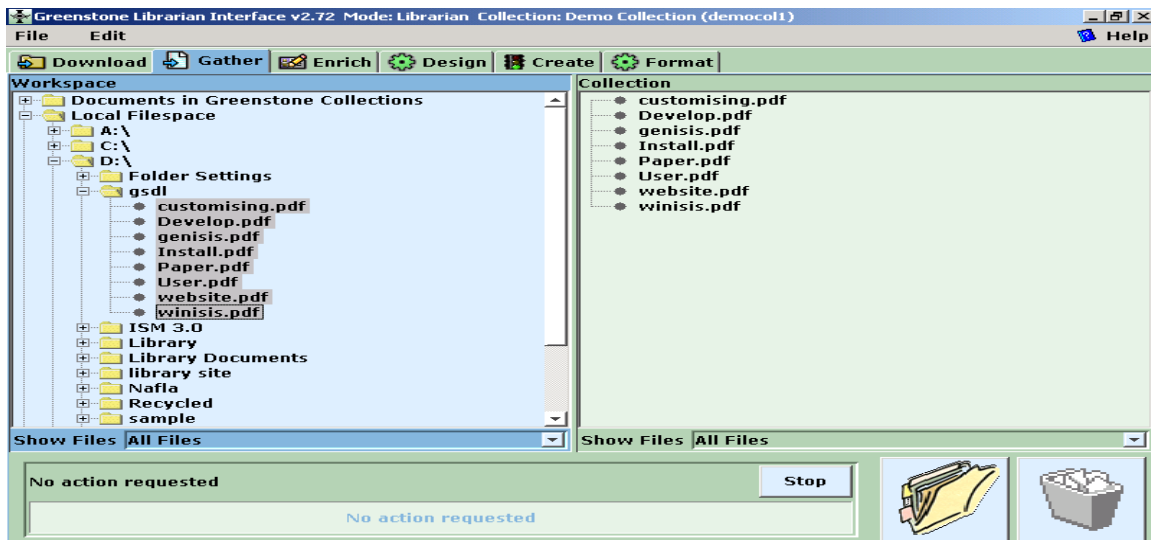 Greenstone Librarian Interface v2.72 Mode: Librarian Collection: Demo Collection (democol1)
File Edit Help
Download Gather Enrich Design Create Format
Workspace
Documents in Greenstone Collections
Local Filespace
A:\
C:\
D:\
Folder Settings
gsdl
customising.pdf
Develop.pdf
genisis.pdf
Install.pdf
Paper.pdf
User.pdf
website.pdf
winisis.pdf
ISM 3.0
Library
Library Documents
library site
Nafla
Recycled
sample
Show Files All Files
Collection
customising.pdf
Develop.pdf
genisis.pdf
Install.pdf
Paper.pdf
User.pdf
website.pdf
winisis.pdf
Show Files All Files
No action requested
Stop
No action requested